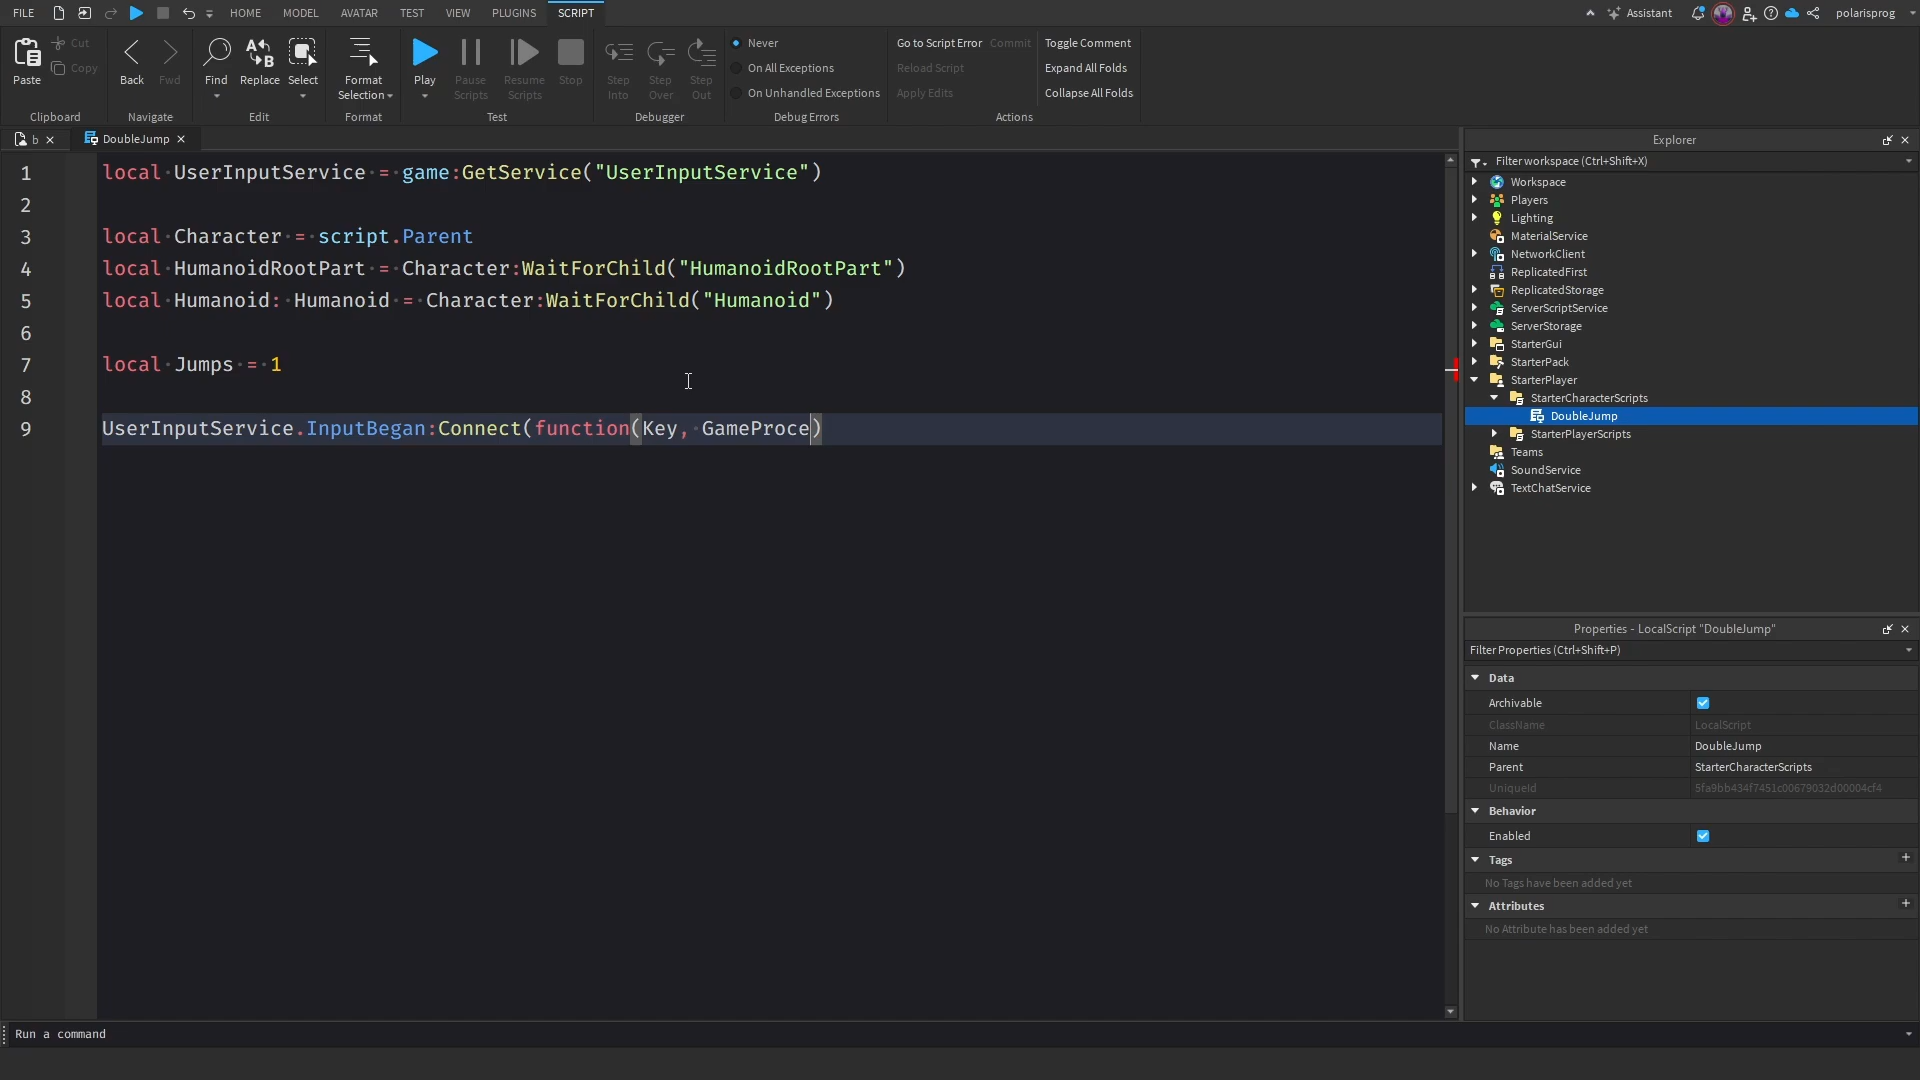 FILE HOME MODEL AVATAR TEST VIEW PLUGINS SCRIPT Assistant polarisprog
Paste Cut Copy
Back Fwd
Find Replace Select
Format Selection
Play Pause Scripts Resume Scripts Stop
Step Into Step Over Step Out
Never
On All Exceptions
On Unhandled Exceptions
Go to Script Error Commit
Reload Script
Apply Edits
Toggle Comment
Expand All Folds
Collapse All Folds
Clipboard Navigate Edit Format Test Debugger Debug Errors Actions
b DoubleJump
1 local UserInputService = game:GetService("UserInputService")
2
3 local Character = script.Parent
4 local HumanoidRootPart = Character:WaitForChild("HumanoidRootPart")
5 local Humanoid: Humanoid = Character:WaitForChild("Humanoid")
6
7 local Jumps = 1
8
9 UserInputService.InputBegan:Connect(function(Key, GameProce)
Explorer
Filter workspace (Ctrl+Shift+X)
Workspace
Players
Lighting
MaterialService
NetworkClient
ReplicatedFirst
ReplicatedStorage
ServerScriptService
ServerStorage
StarterGui
StarterPack
StarterPlayer
StarterCharacterScripts
DoubleJump
StarterPlayerScripts
Teams
SoundService
TextChatService
Properties - LocalScript "DoubleJump"
Filter Properties (Ctrl+Shift+P)
Data
Archivable
ClassName LocalScript
Name DoubleJump
Parent StarterCharacterScripts
UniqueId 5fa9bb434f7451c00679032d00004cf4
Behavior
Enabled
Tags +
No Tags have been added yet
Attributes +
No Attribute has been added yet
Run a command